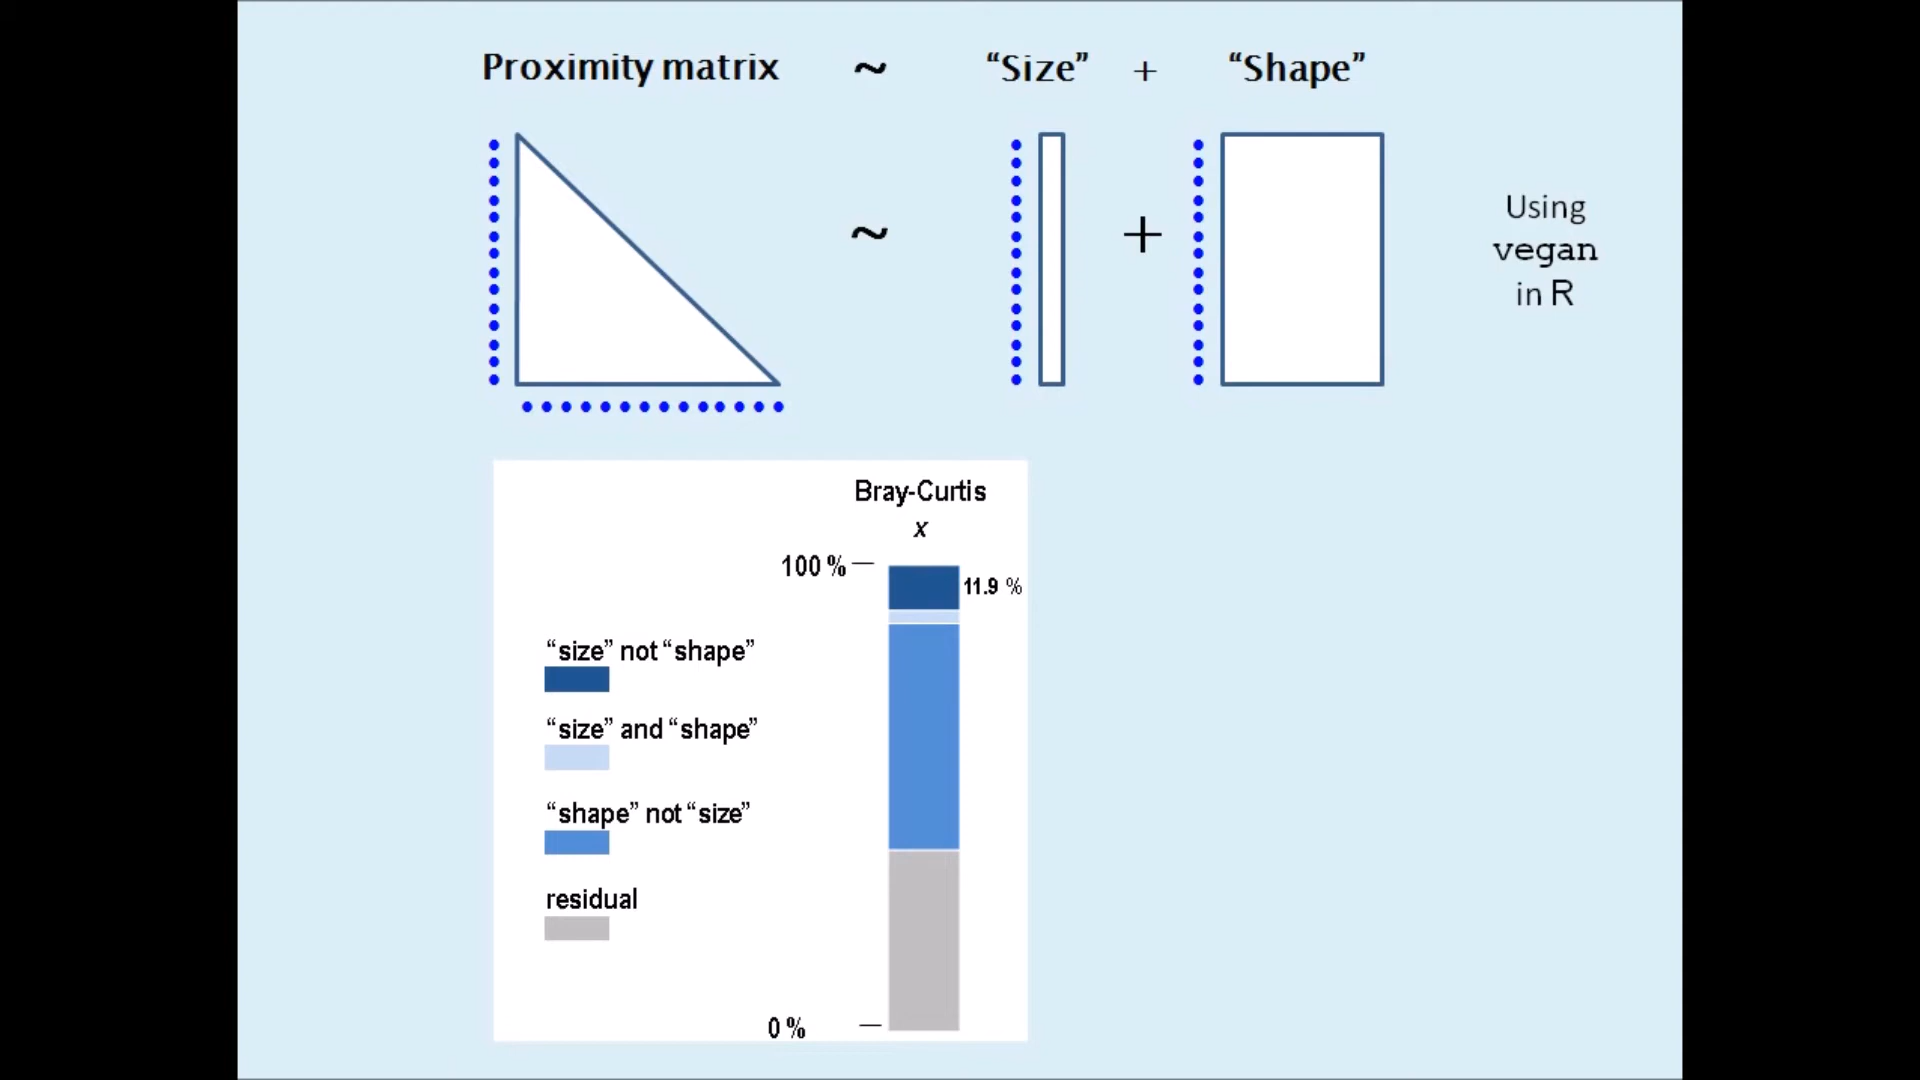 Proximity matrix ~ “Size” + “Shape”
~ +
Using
vegan
in R
Bray-Curtis
x
100 %
11.9 %
“size” not “shape”
“size” and “shape”
“shape” not “size”
residual
0 %